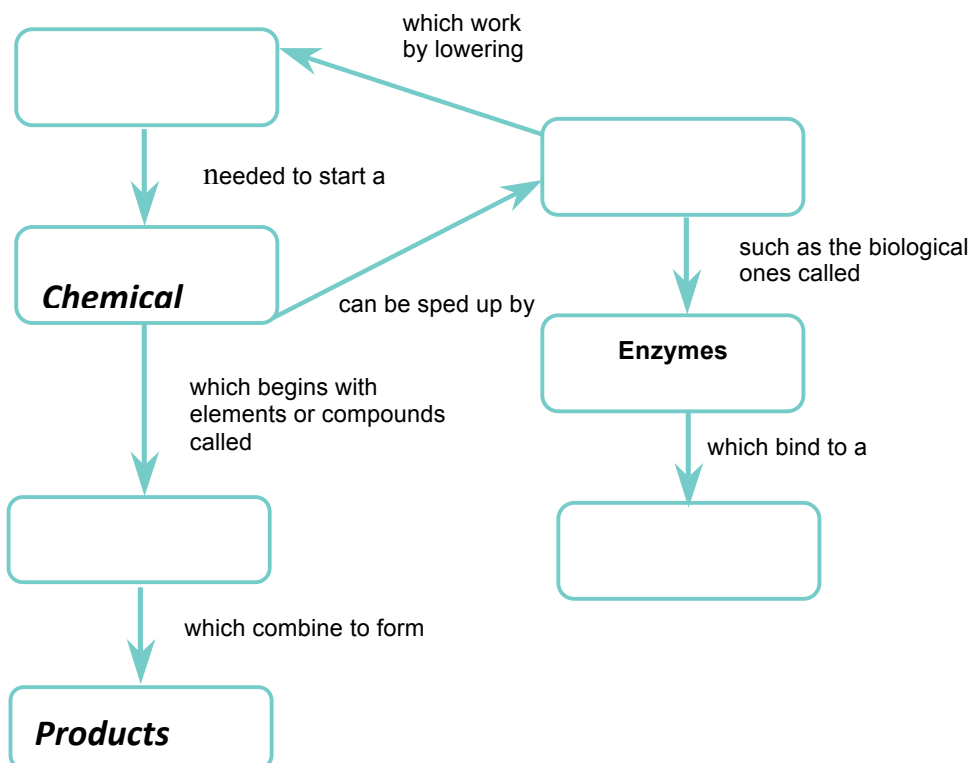 which work
by lowering
needed to start a
such as the biological
ones called
Chemical
can be sped up by
Enzymes
which begins with
elements or compounds
called
which bind to a
which combine to form
Products